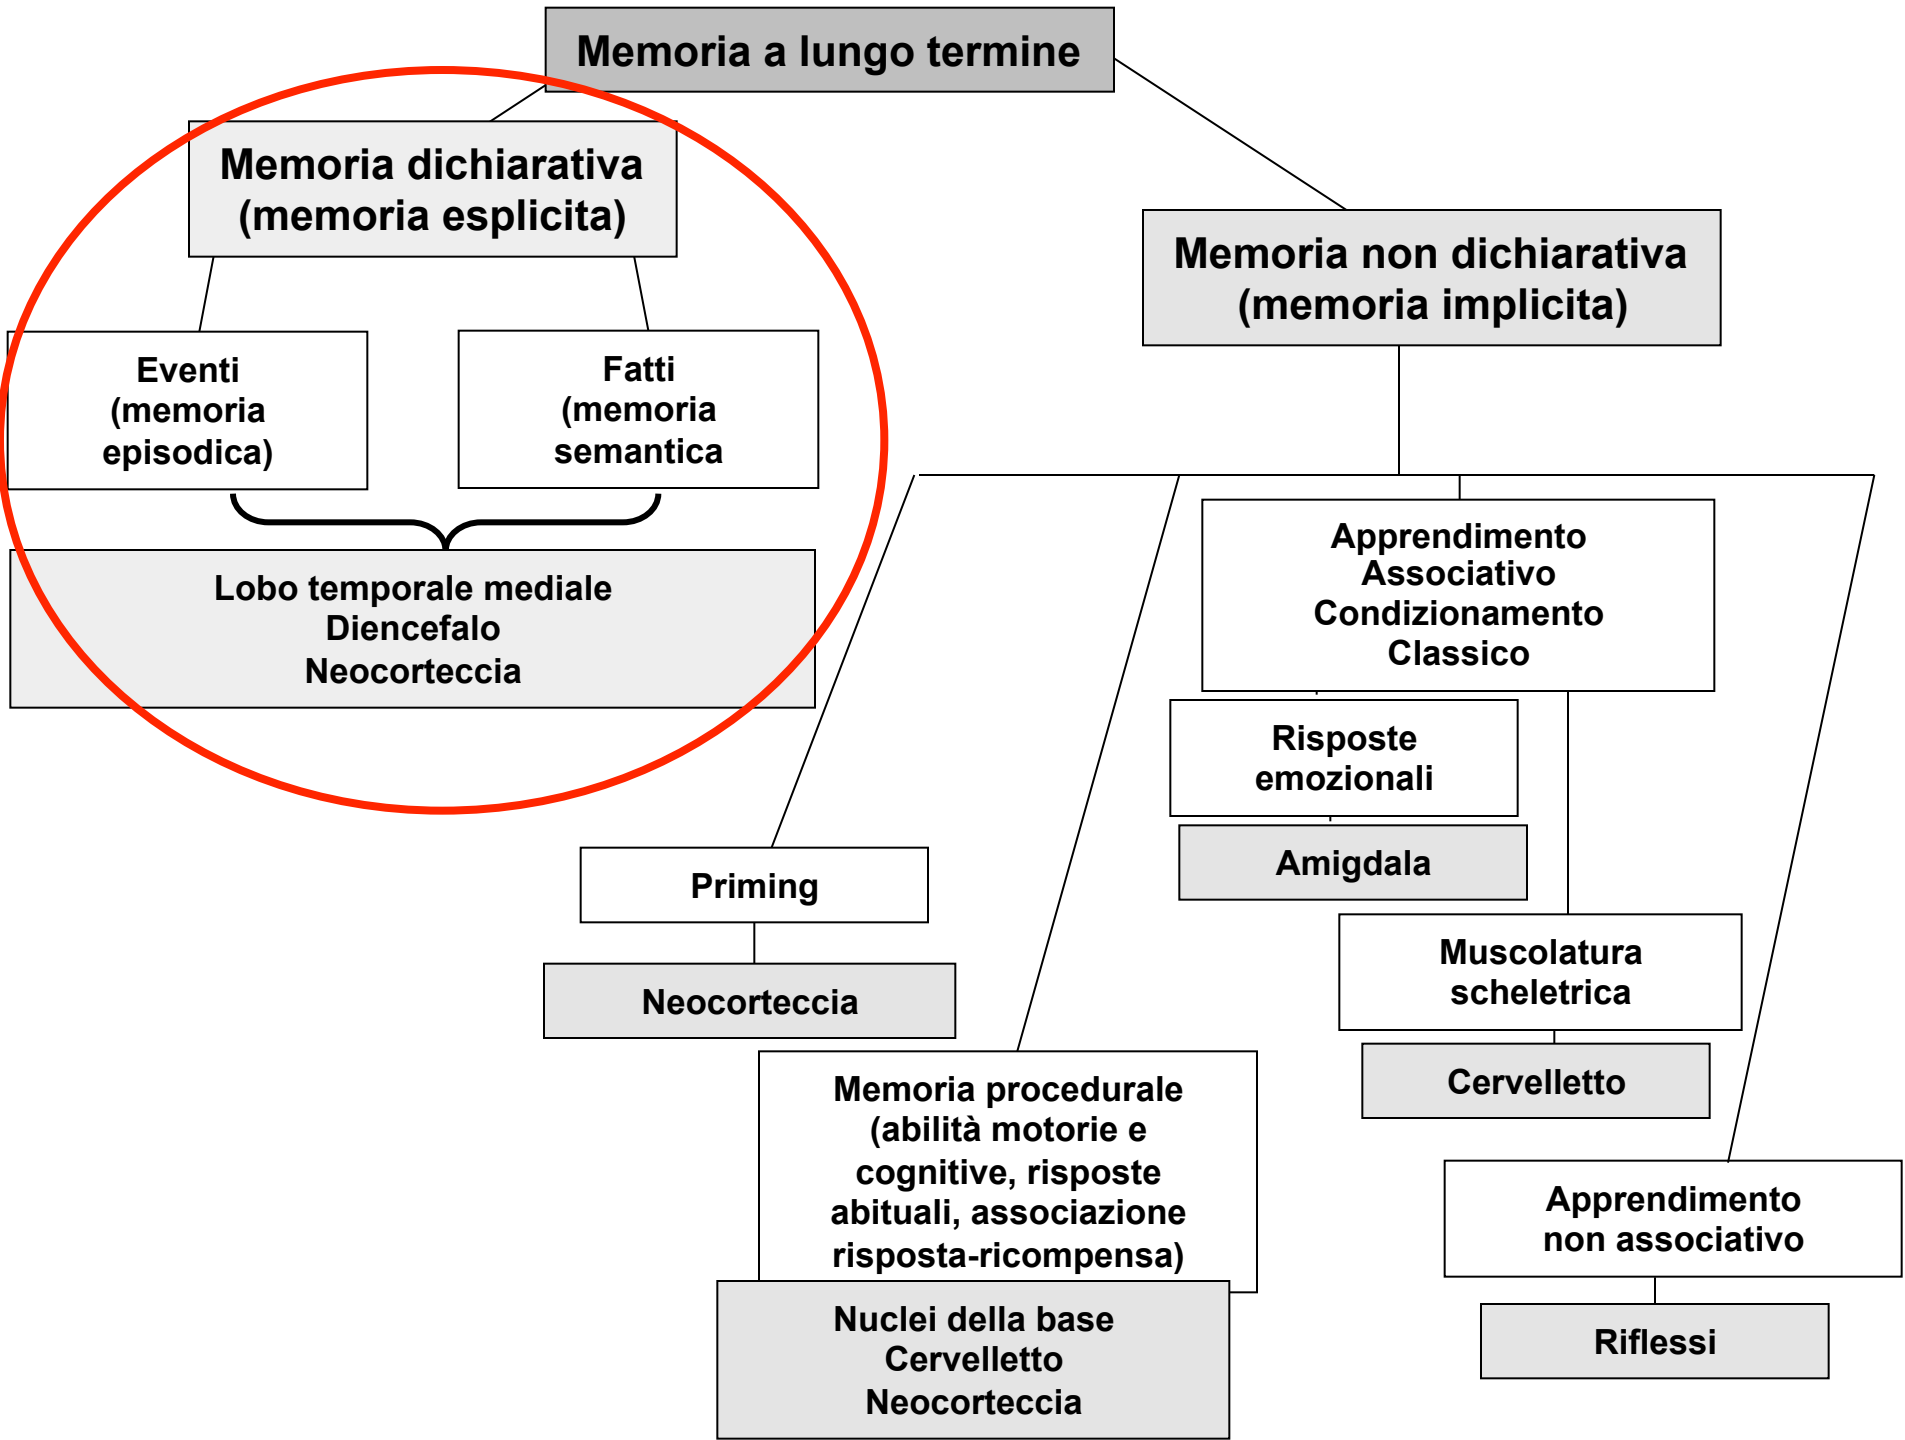 Memoria a lungo termine
Memoria dichiarativa
(memoria esplicita)
Memoria non dichiarativa
(memoria implicita)
Eventi
(memoria
episodica)
Fatti
(memoria
semantica
Lobo temporale mediale
Diencefalo
Neocorteccia
Apprendimento
Associativo
Condizionamento
Classico
Risposte
emozionali
Amigdala
Priming
Neocorteccia
Muscolatura
scheletrica
Cervelletto
Memoria procedurale
(abilità motorie e
cognitive, risposte
abituali, associazione
risposta-ricompensa)
Nuclei della base
Cervelletto
Neocorteccia
Apprendimento
non associativo
Riflessi